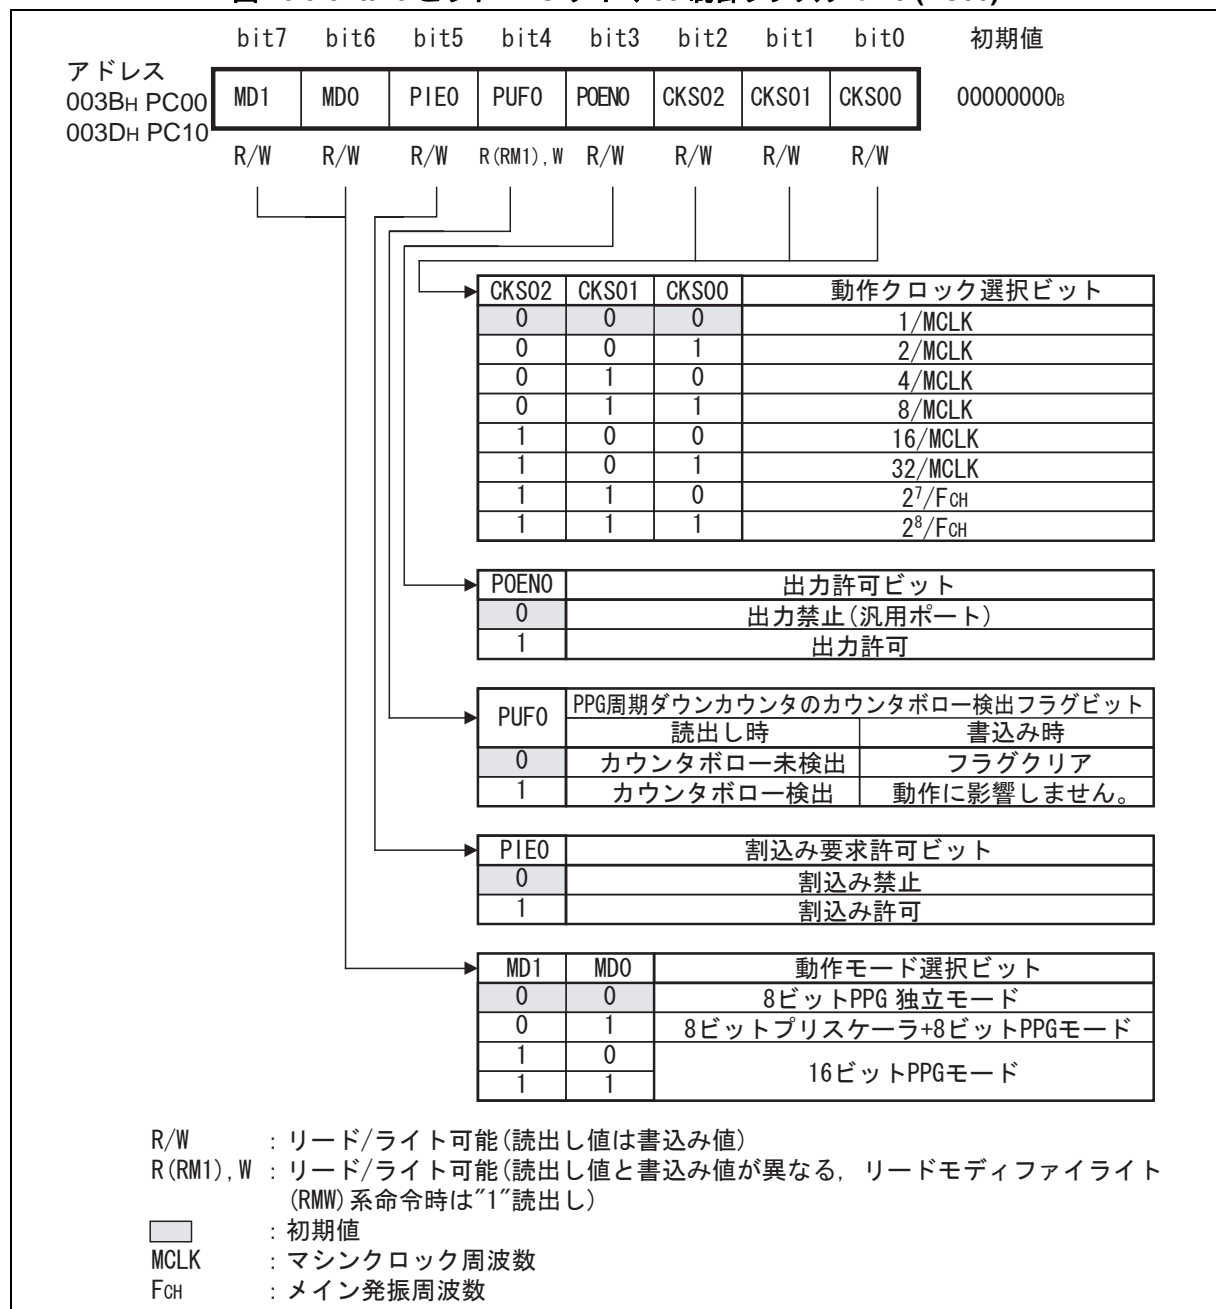 bit7 bit6 bit5 bit4 bit3 bit2 bit1 bit0 初期値
アドレス
003BH PC00 MD1 MD0 PIE0 PUF0 POEN0 CKS02 CKS01 CKS00 00000000B
003DH PC10
R/W R/W R/W R(RM1),W R/W R/W R/W R/W
CKS02 CKS01 CKS00 動作クロック選択ビット
0 0 0 1/MCLK
0 0 1 2/MCLK
0 1 0 4/MCLK
0 1 1 8/MCLK
1 0 0 16/MCLK
1 0 1 32/MCLK
1 1 0 2⁷/FCH
1 1 1 2⁸/FCH
POEN0 出力許可ビット
0 出力禁止(汎用ポート)
1 出力許可
PUF0 PPG周期ダウンカウンタのカウンタボロー検出フラグビット
読出し時 書込み時
0 カウンタボロー未検出 フラグクリア
1 カウンタボロー検出 動作に影響しません。
PIE0 割込み要求許可ビット
0 割込み禁止
1 割込み許可
MD1 MD0 動作モード選択ビット
0 0 8ビットPPG 独立モード
0 1 8ビットプリスケーラ+8ビットPPGモード
1 0 16ビットPPGモード
1 1
R/W :リード/ライト可能(読出し値は書込み値)
R(RM1),W :リード/ライト可能(読出し値と書込み値が異なる, リードモディファイライト
(RMW)系命令時は"1"読出し)
:初期値
MCLK :マシンクロック周波数
FCH :メイン発振周波数